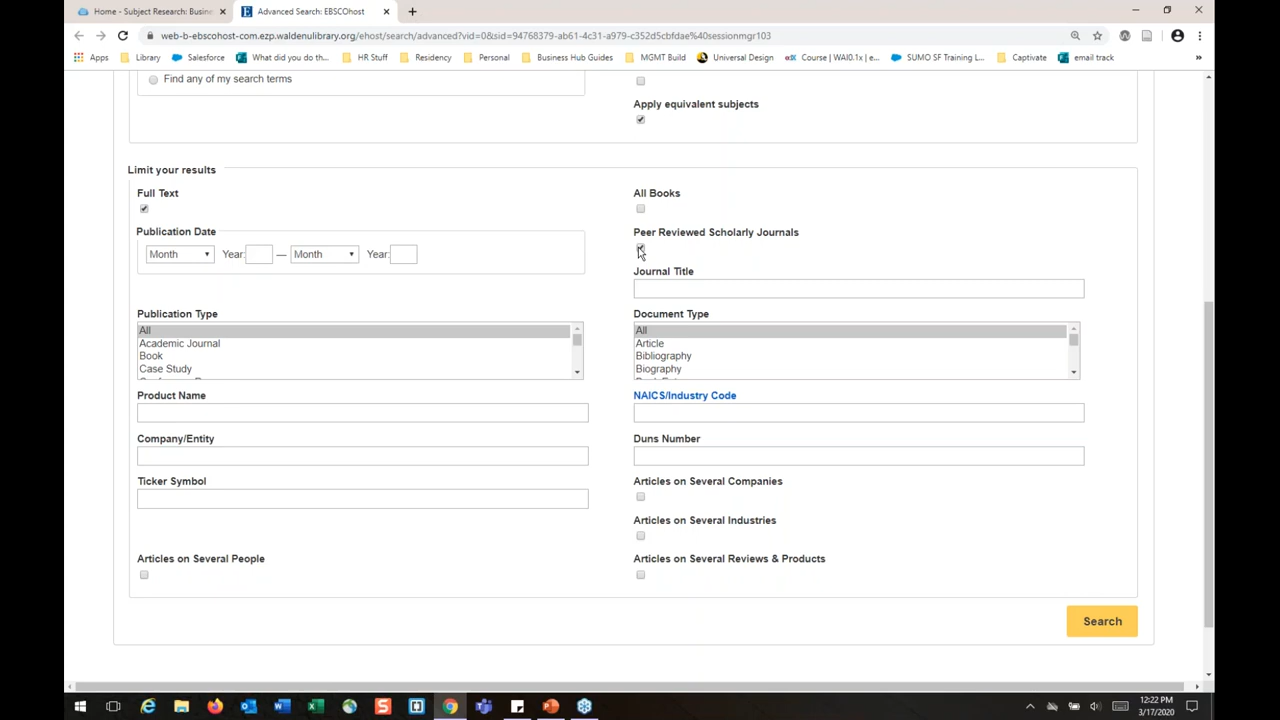 Home - Subject Research: Busine
Advanced Search: EBSCOhost
web-b-ebscohost-com.ezp.waldenulibrary.org/ehost/search/advanced?vid=0&sid=94768379-ab61-4c31-a979-c352d5cbfdae%40sessionmgr103
Apps Library Salesforce What did you do th... HR Stuff Residency Personal Business Hub Guides MGMT Build Universal Design Course | WAI0.1x | e... SUMO SF Training L... Captivate email track »
Find any of my search terms
Apply equivalent subjects
Limit your results
Full Text
All Books
Publication Date
Peer Reviewed Scholarly Journals
Month Year: — Month Year:
Journal Title
Publication Type
Document Type
All
Academic Journal
Book
Case Study
All
Article
Bibliography
Biography
Product Name
NAICS/Industry Code
Company/Entity
Duns Number
Ticker Symbol
Articles on Several Companies
Articles on Several Industries
Articles on Several People
Articles on Several Reviews & Products
Search
12:22 PM
3/17/2020